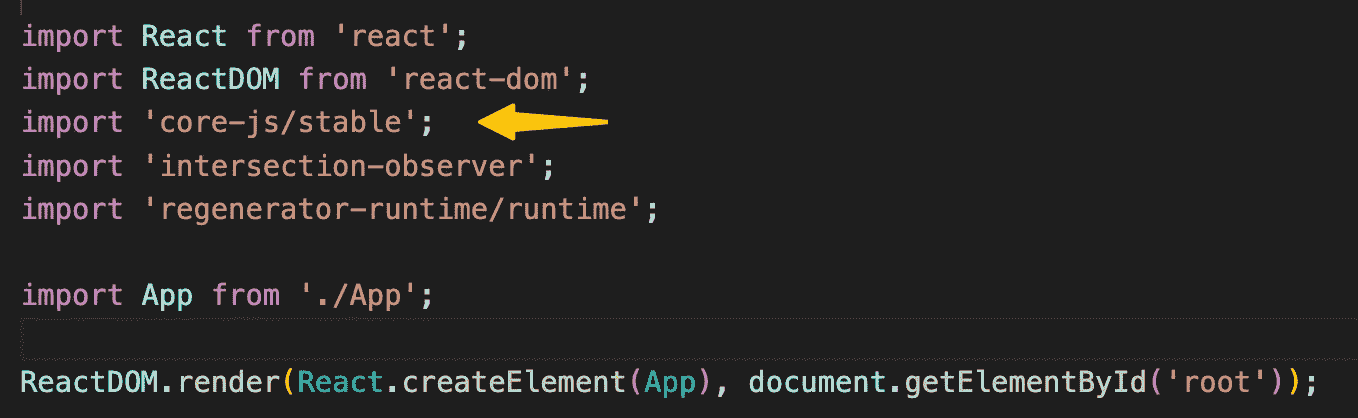 import React from 'react';
import ReactDOM from 'react-dom';
import 'core-js/stable';
import 'intersection-observer';
import 'regenerator-runtime/runtime';
import App from './App';
ReactDOM.render(React.createElement(App), document.getElementById('root'));